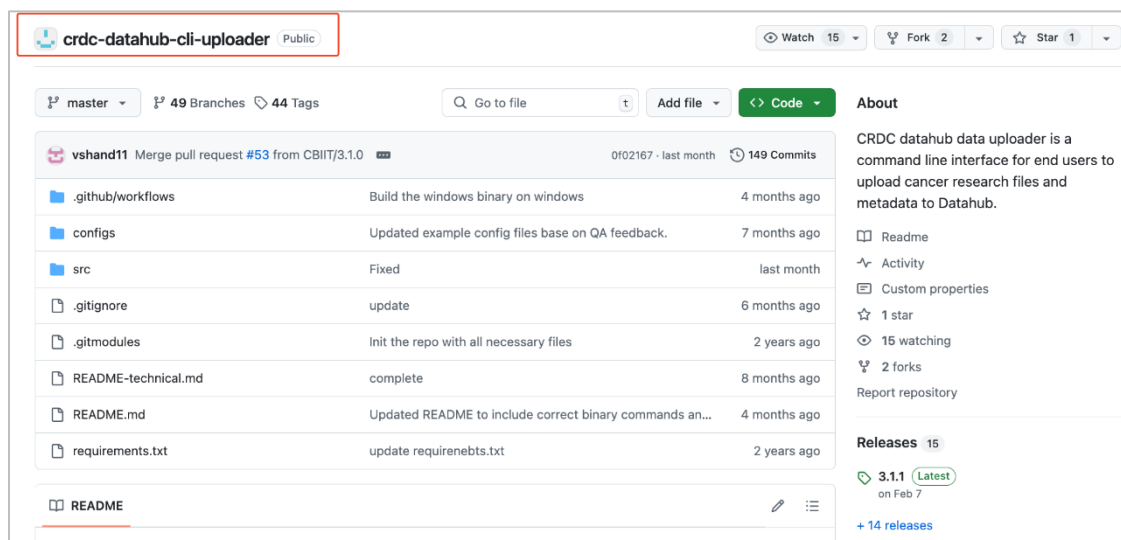 crdc-datahub-cli-uploader Public
Watch 15 Fork 2 Star 1
master 49 Branches 44 Tags Go to file t Add file <> Code
vshand11 Merge pull request #53 from CBIIT/3.1.0 0f02167 · last month 149 Commits
.github/workflows Build the windows binary on windows 4 months ago
configs Updated example config files base on QA feedback. 7 months ago
src Fixed last month
.gitignore update 6 months ago
.gitmodules Init the repo with all necessary files 2 years ago
README-technical.md complete 8 months ago
README.md Updated README to include correct binary commands an... 4 months ago
requirements.txt update requirenebts.txt 2 years ago
README
About
CRDC datahub data uploader is a
command line interface for end users to
upload cancer research files and
metadata to Datahub.
Readme
Activity
Custom properties
1 star
15 watching
2 forks
Report repository
Releases 15
3.1.1 Latest
on Feb 7
+ 14 releases